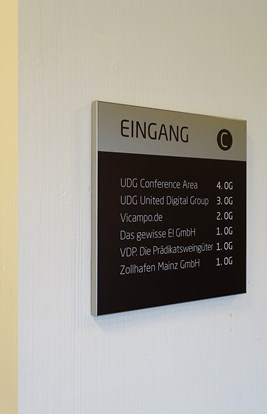 EINGANG C
UDG Conference Area 4. OG
UDG United Digital Group 3. OG
Vicampo.de 2. OG
Das gewisse EI GmbH 1. OG
VDP. Die Prädikatsweingüter 1. OG
Zollhafen Mainz GmbH 1. OG